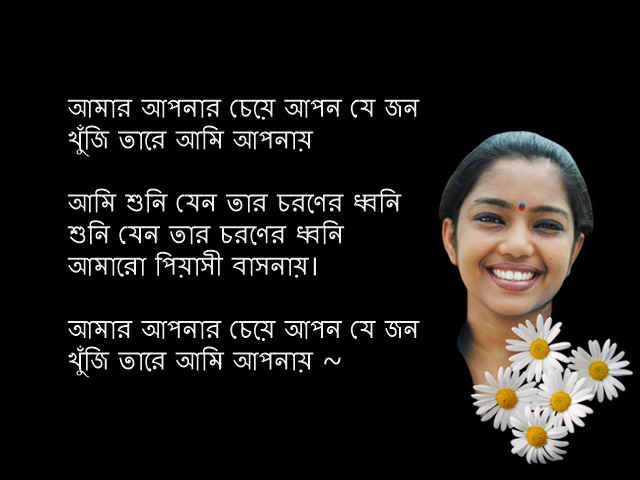 আমার আপনার চেয়ে আপন যে জন
খুঁজি তারে আমি আপনায়
আমি শুনি যেন তার চরণের ধ্বনি
শুনি যেন তার চরণের ধ্বনি
আমারো পিয়াসী বাসনায়।
আমার আপনার চেয়ে আপন যে জন
খুঁজি তারে আমি আপনায় ~